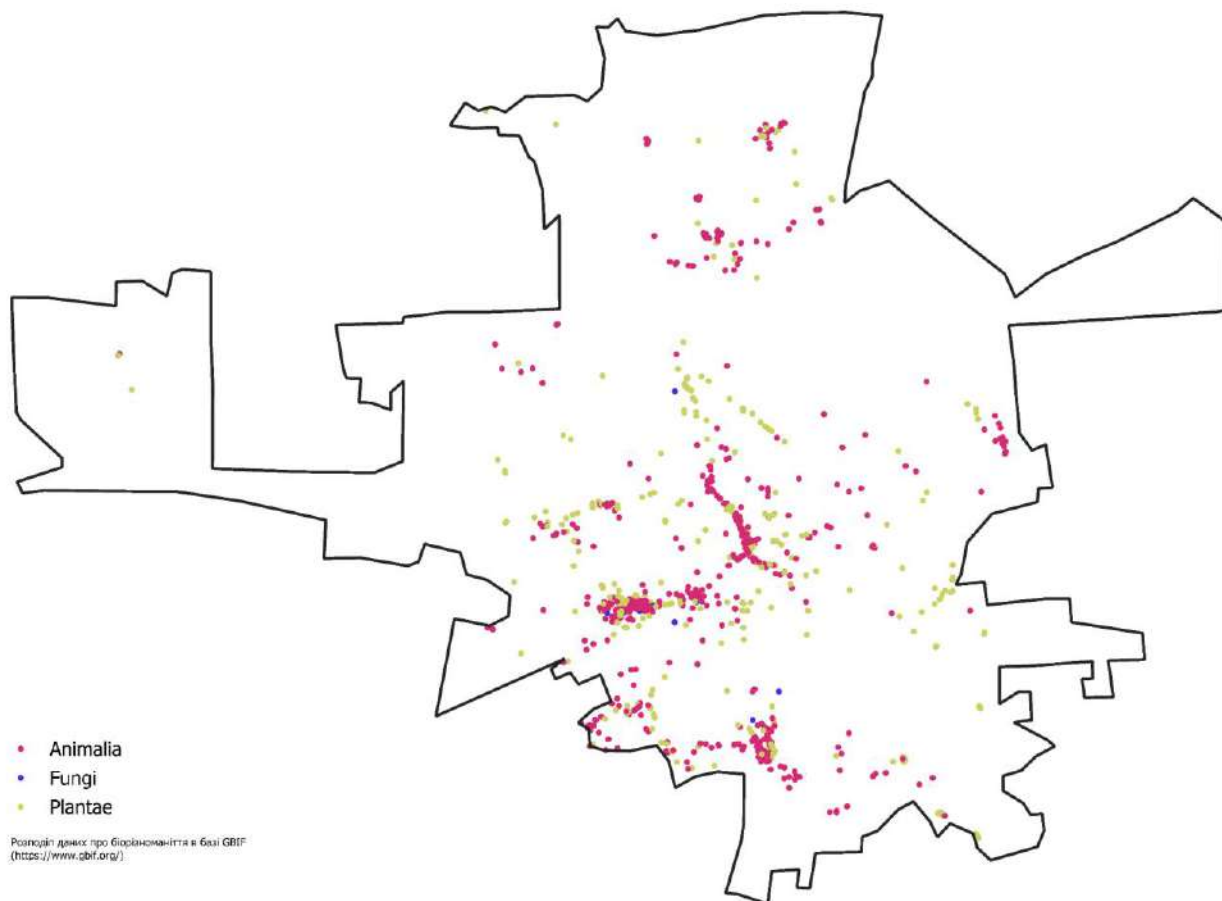 Animalia
Fungi
Plantae
Розподіл даних про біорізноманіття в базі GBIF
(https://www.gbif.org/)